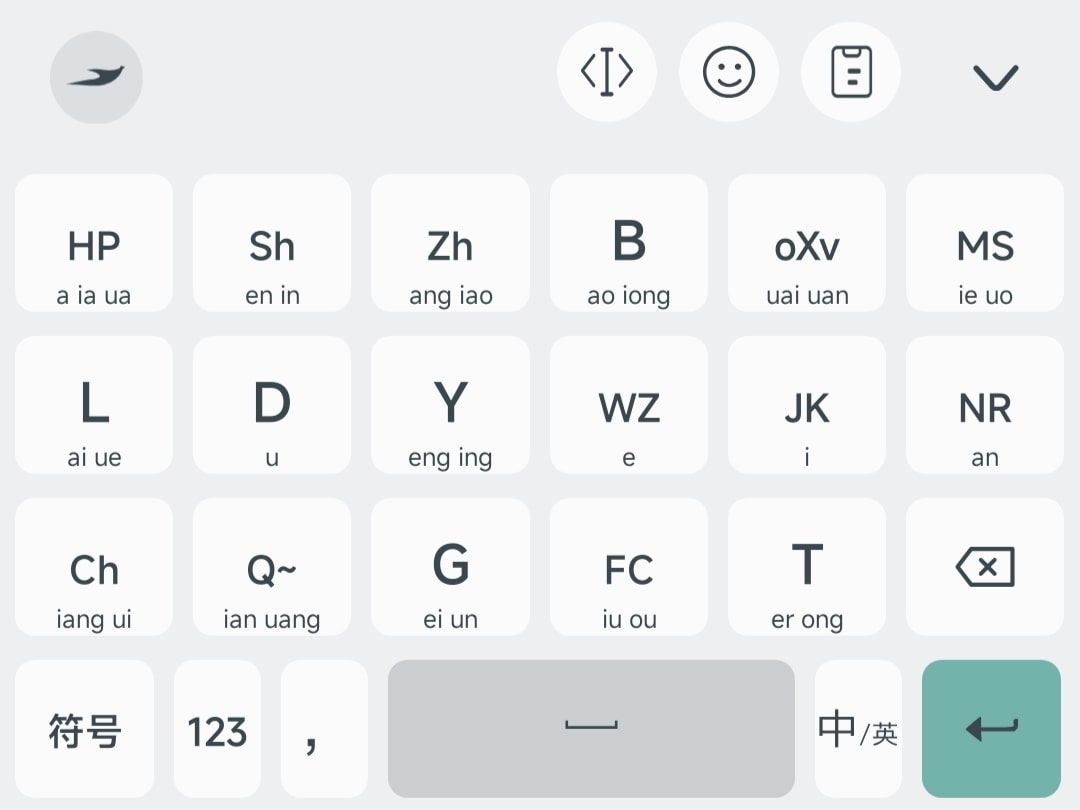 HP Sh Zh B oXv MS
a ia ua en in ang iao ao iong uai uan ie uo
L D Y WZ JK NR
ai ue u eng ing e i an
Ch Q~ G FC T
iang ui ian uang ei un iu ou er ong
符号 123 , 中/英